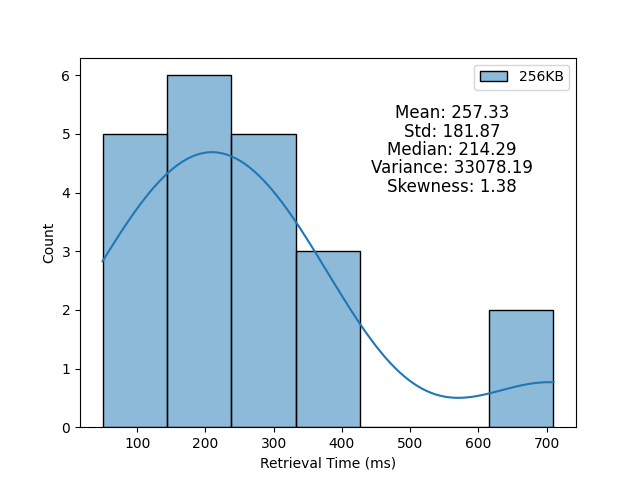 256KB
Mean: 257.33
Std: 181.87
Median: 214.29
Variance: 33078.19
Skewness: 1.38
Count
6
5
4
3
2
1
0
100 200 300 400 500 600 700
Retrieval Time (ms)